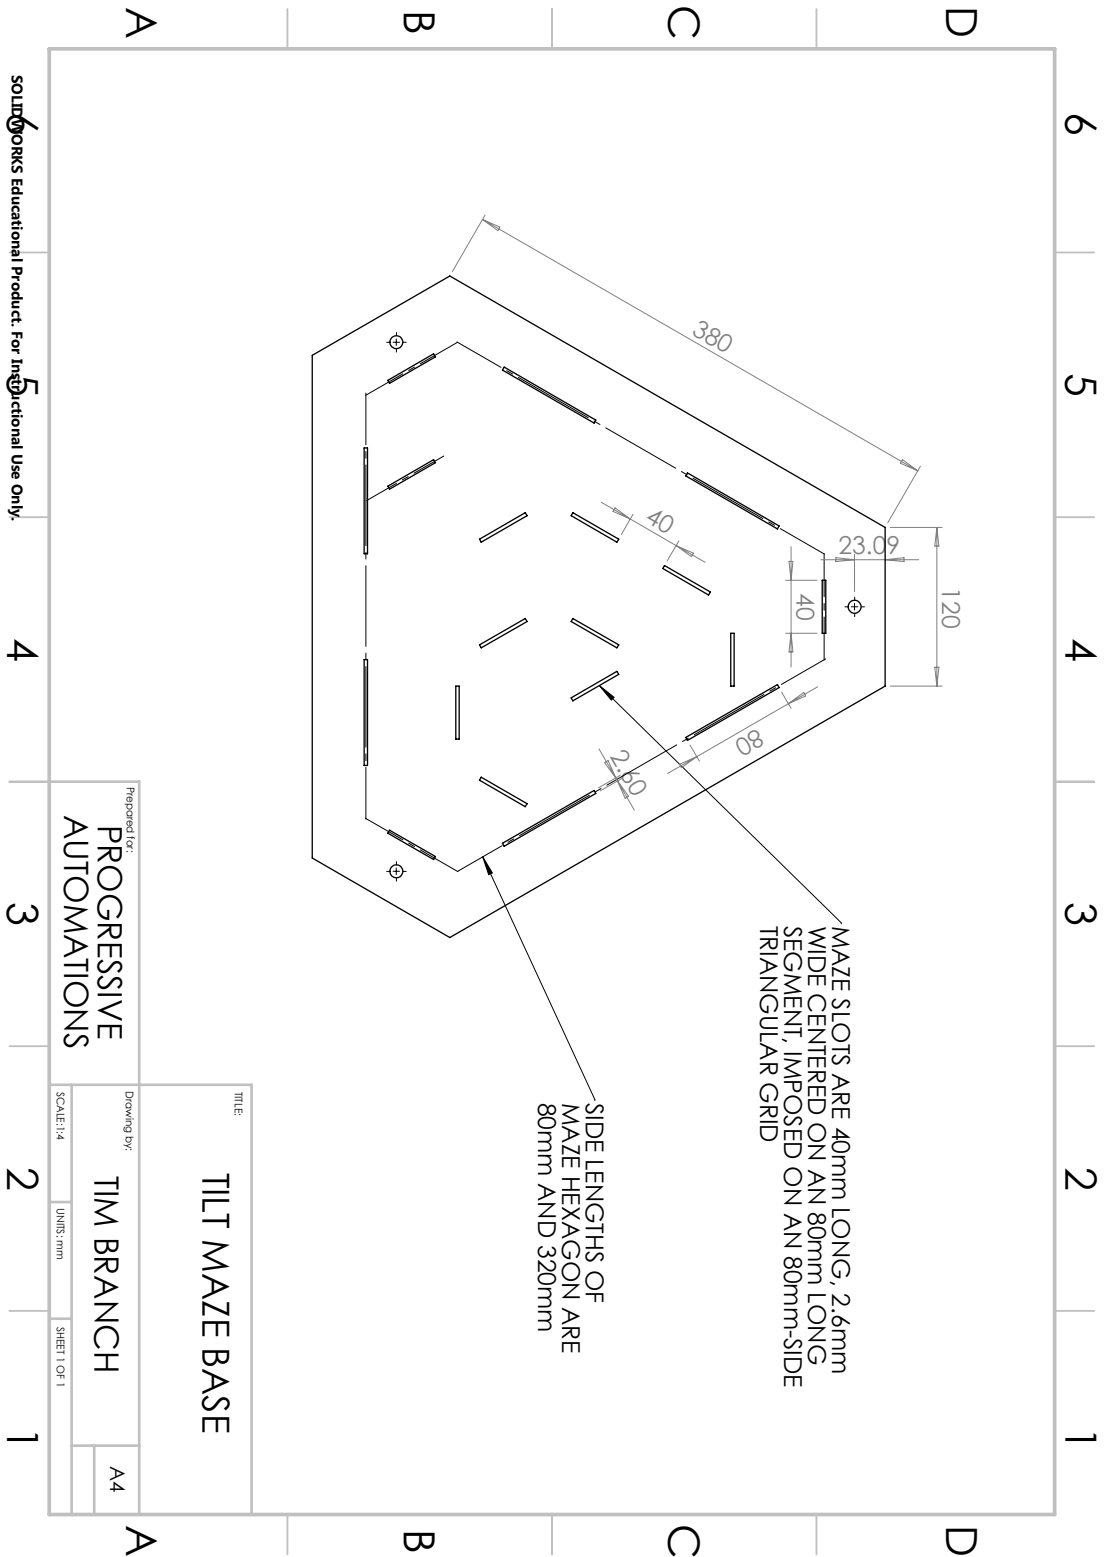 6
5
4
3
2
1
D
C
B
A
D
C
B
A
6
5
4
3
2
1
380
120
23.09
40
40
80
2.60
MAZE SLOTS ARE 40mm LONG, 2.6mm
WIDE CENTERED ON AN 80mm LONG
SEGMENT, IMPOSED ON AN 80mm-SIDE
TRIANGULAR GRID
SIDE LENGTHS OF
MAZE HEXAGON ARE
80mm AND 320mm
TITLE:
TILT MAZE BASE
Prepared for:
PROGRESSIVE
AUTOMATIONS
Drawing by:
TIM BRANCH
A4
SCALE:1:4
UNITS: mm
SHEET 1 OF 1
SOLIDWORKS Educational Product. For Instructional Use Only.